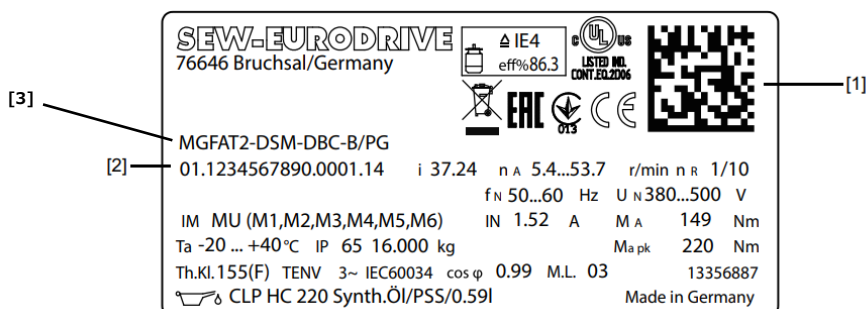 SEW-EURODRIVE
76646 Bruchsal/Germany
≙ IE4
eff% 86.3
C UL US
LISTED IND.
CONT.EQ.2D06
[1]
EAC
013
CE
[3]
MGFAT2-DSM-DBC-B/PG
[2] 01.1234567890.0001.14 i 37.24 n A 5.4...53.7 r/min n R 1/10
f N 50...60 Hz U N 380...500 V
IM MU (M1,M2,M3,M4,M5,M6) IN 1.52 A M A 149 Nm
Ta -20 ... +40°C IP 65 16.000 kg Ma pk 220 Nm
Th.Kl. 155(F) TENV 3~ IEC60034 cos φ 0.99 M.L. 03 13356887
CLP HC 220 Synth.Öl/PSS/0.59l Made in Germany